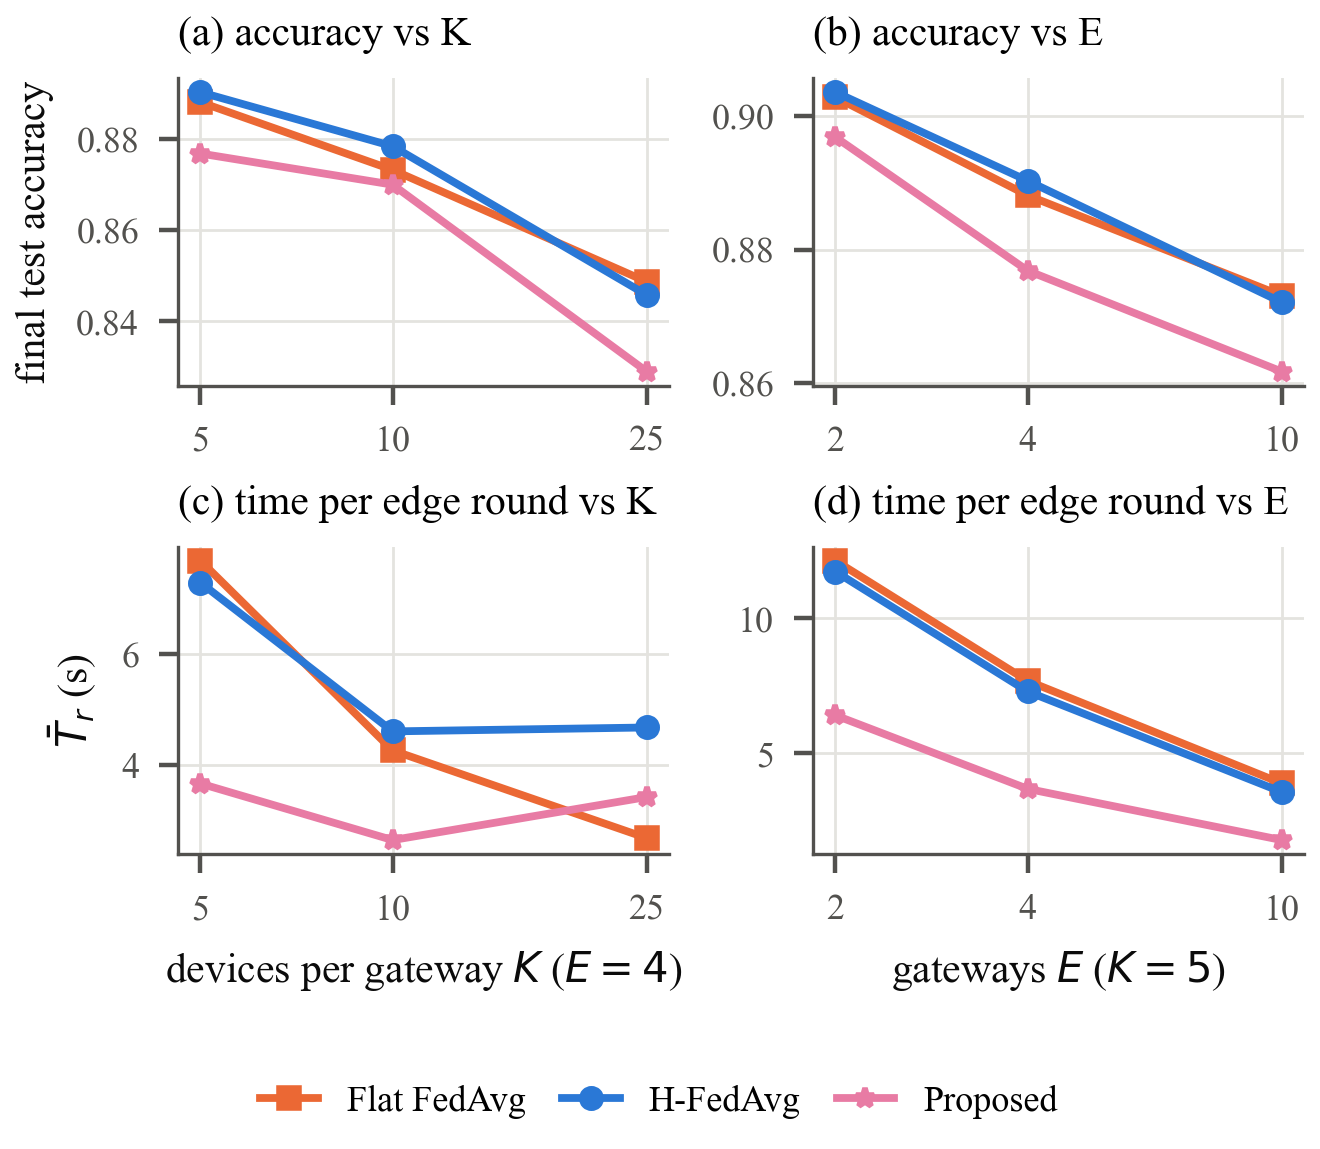 (a) accuracy vs K
(b) accuracy vs E
final test accuracy
0.88
0.86
0.84
5
10
25
0.90
0.88
0.86
2
4
10
(c) time per edge round vs K
(d) time per edge round vs E
T̄̄_r (s)
6
4
5
10
25
10
5
2
4
10
devices per gateway K (E = 4)
gateways E (K = 5)
Flat FedAvg
H-FedAvg
Proposed